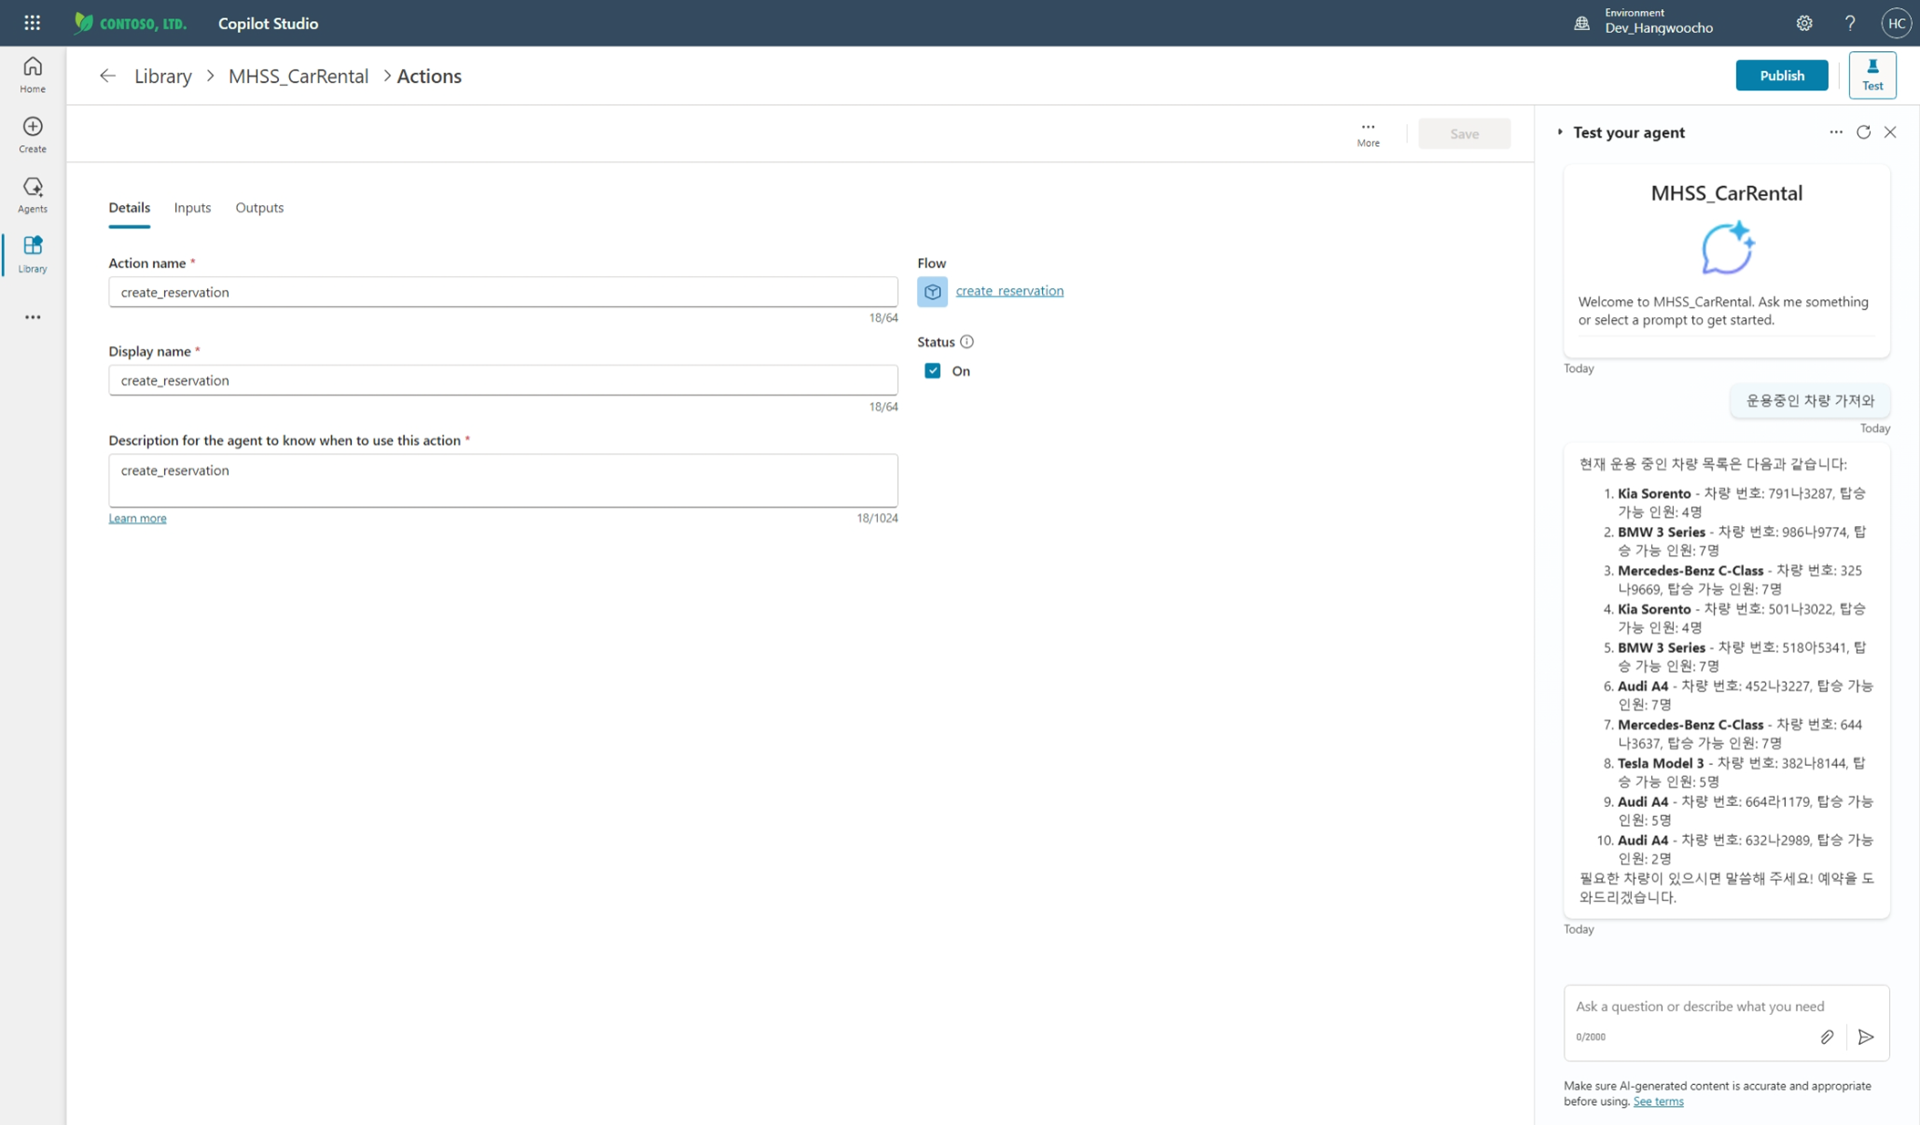 CONTOSO, LTD.
Copilot Studio
Environment
Dev_Hangwoocho
HC
Home
Create
Agents
Library
Library > MHSS_CarRental > Actions
Publish
Test
More
Save
Details
Inputs
Outputs
Action name *
create_reservation
18/64
Display name *
create_reservation
18/64
Description for the agent to know when to use this action *
create_reservation
Learn more
18/1024
Flow
create_reservation
Status
On
Test your agent
MHSS_CarRental
Welcome to MHSS_CarRental. Ask me something
or select a prompt to get started.
Today
운용중인 차량 가져와
Today
현재 운용 중인 차량 목록은 다음과 같습니다:
1. Kia Sorento - 차량 번호: 791나3287, 탑승
가능 인원: 4명
2. BMW 3 Series - 차량 번호: 986나9774, 탑
승 가능 인원: 7명
3. Mercedes-Benz C-Class - 차량 번호: 325
나9669, 탑승 가능 인원: 7명
4. Kia Sorento - 차량 번호: 501나3022, 탑승
가능 인원: 4명
5. BMW 3 Series - 차량 번호: 518아5341, 탑
승 가능 인원: 7명
6. Audi A4 - 차량 번호: 452나3227, 탑승 가능
인원: 7명
7. Mercedes-Benz C-Class - 차량 번호: 644
나3637, 탑승 가능 인원: 7명
8. Tesla Model 3 - 차량 번호: 382나8144, 탑
승 가능 인원: 5명
9. Audi A4 - 차량 번호: 664라1179, 탑승 가능
인원: 5명
10. Audi A4 - 차량 번호: 632나2989, 탑승 가능
인원: 2명
필요한 차량이 있으시면 말씀해 주세요! 예약을 도
와드리겠습니다.
Today
Ask a question or describe what you need
0/2000
Make sure AI-generated content is accurate and appropriate
before using. See terms